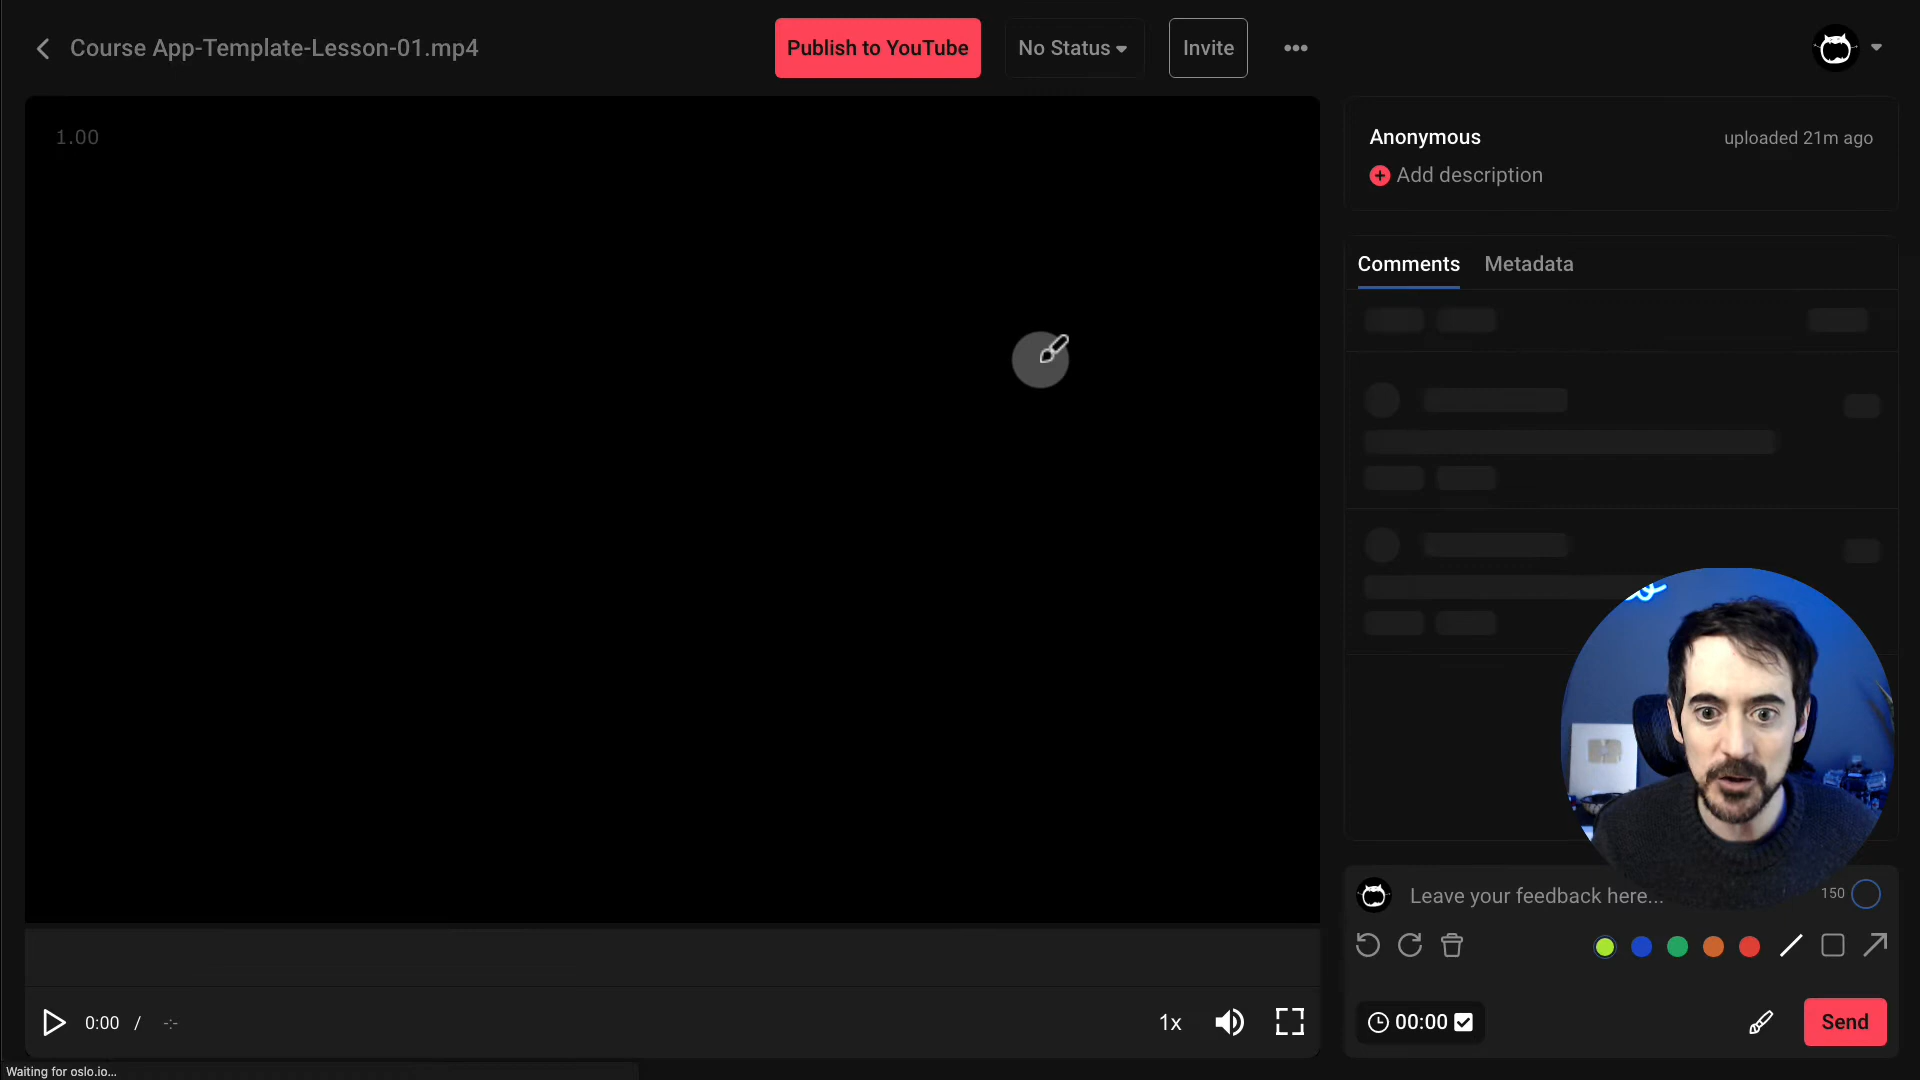 Course App-Template-Lesson-01.mp4
Publish to YouTube
No Status
Invite
1.00
Anonymous
uploaded 21m ago
Add description
Comments
Metadata
Leave your feedback here...
150
0:00 / -:-
1x
00:00
Send
Waiting for oslo.io...